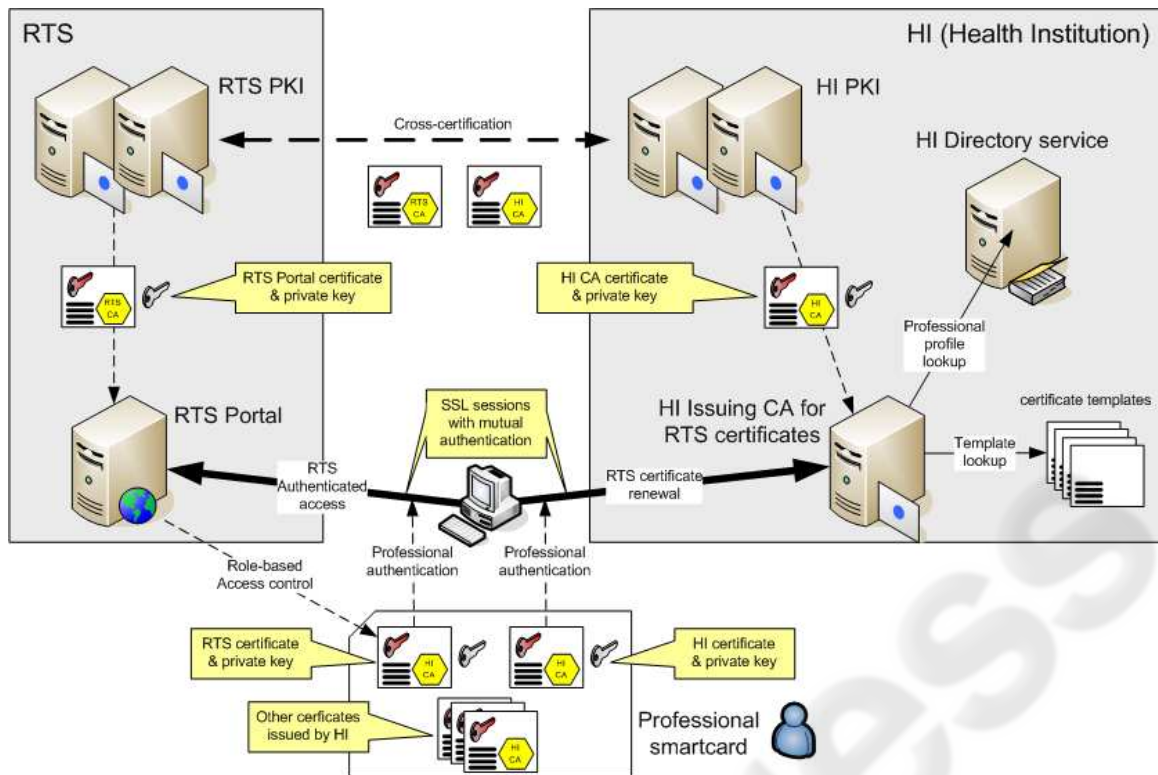 RTS
HI (Health Institution)
RTS PKI
HI PKI
Cross-certification
HI Directory service
RTS
CA
HI
CA
RTS Portal certificate
& private key
HI CA certificate
& private key
RTS
CA
HI
CA
Professional
profile
lookup
RTS Portal
SSL sessions
with mutual
authentication
HI Issuing CA for
RTS certificates
certificate templates
Template
lookup
RTS
Authenticated
access
RTS certificate
renewal
Role-based
Access control
Professional
authentication
Professional
authentication
RTS certificate
& private key
HI
CA
HI
CA
HI certificate
& private key
Other cerficates
issued by HI
HI
CA
Professional
smartcard
ess